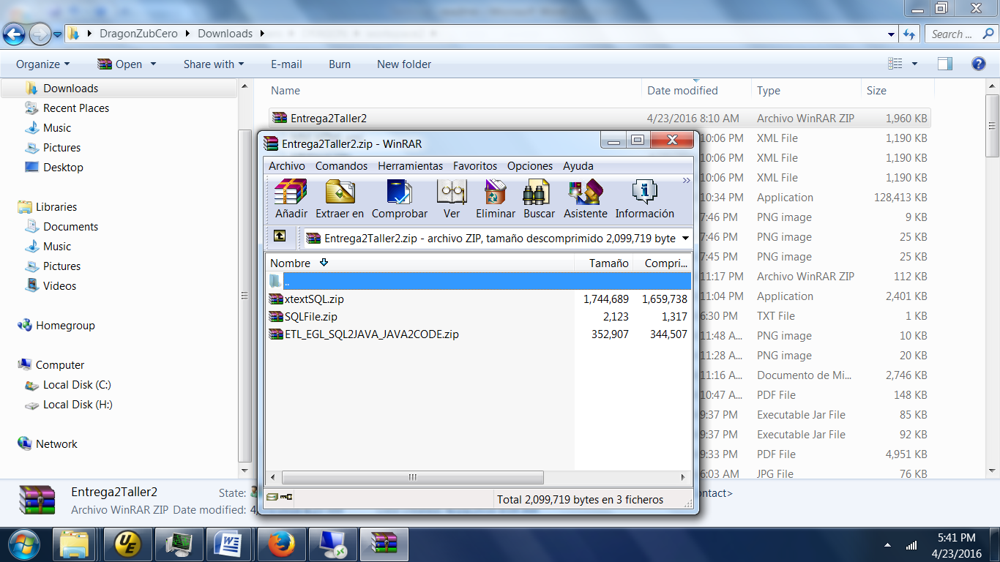 DragonZubCero Downloads
Search ...
Organize Open Share with E-mail Burn New folder
Downloads
Recent Places
Music
Pictures
Desktop
Libraries
Documents
Music
Pictures
Videos
Homegroup
Computer
Local Disk (C:)
Local Disk (H:)
Network
Name Date modified Type Size
Entrega2Taller2 4/23/2016 8:10 AM Archivo WinRAR ZIP 1,960 KB
10:06 PM XML File 1,190 KB
10:06 PM XML File 1,190 KB
10:06 PM XML File 1,190 KB
10:34 PM Application 128,413 KB
7:46 PM PNG image 9 KB
7:46 PM PNG image 25 KB
7:45 PM PNG image 25 KB
11:17 PM Archivo WinRAR ZIP 112 KB
11:04 PM Application 2,401 KB
6:30 PM TXT File 1 KB
11:48 A... PNG image 10 KB
11:28 A... PNG image 20 KB
11:16 A... Documento de Mi... 2,746 KB
10:47 A... PDF File 148 KB
9:37 PM Executable Jar File 85 KB
9:37 PM Executable Jar File 92 KB
9:33 PM PDF File 4,951 KB
6:03 AM JPG File 76 KB
Entrega2Taller2.zip - WinRAR
Archivo Comandos Herramientas Favoritos Opciones Ayuda
Añadir Extraer en Comprobar Ver Eliminar Buscar Asistente Información
Entrega2Taller2.zip - archivo ZIP, tamaño descomprimido 2,099,719 byte
Nombre Tamaño Compri...
..
xtextSQL.zip 1,744,689 1,659,738
SQLFile.zip 2,123 1,317
ETL_EGL_SQL2JAVA_JAVA2CODE.zip 352,907 344,507
Total 2,099,719 bytes en 3 ficheros
Entrega2Taller2 State:
Archivo WinRAR ZIP Date modified: 4/
ontact>
UE
W
5:41 PM
4/23/2016